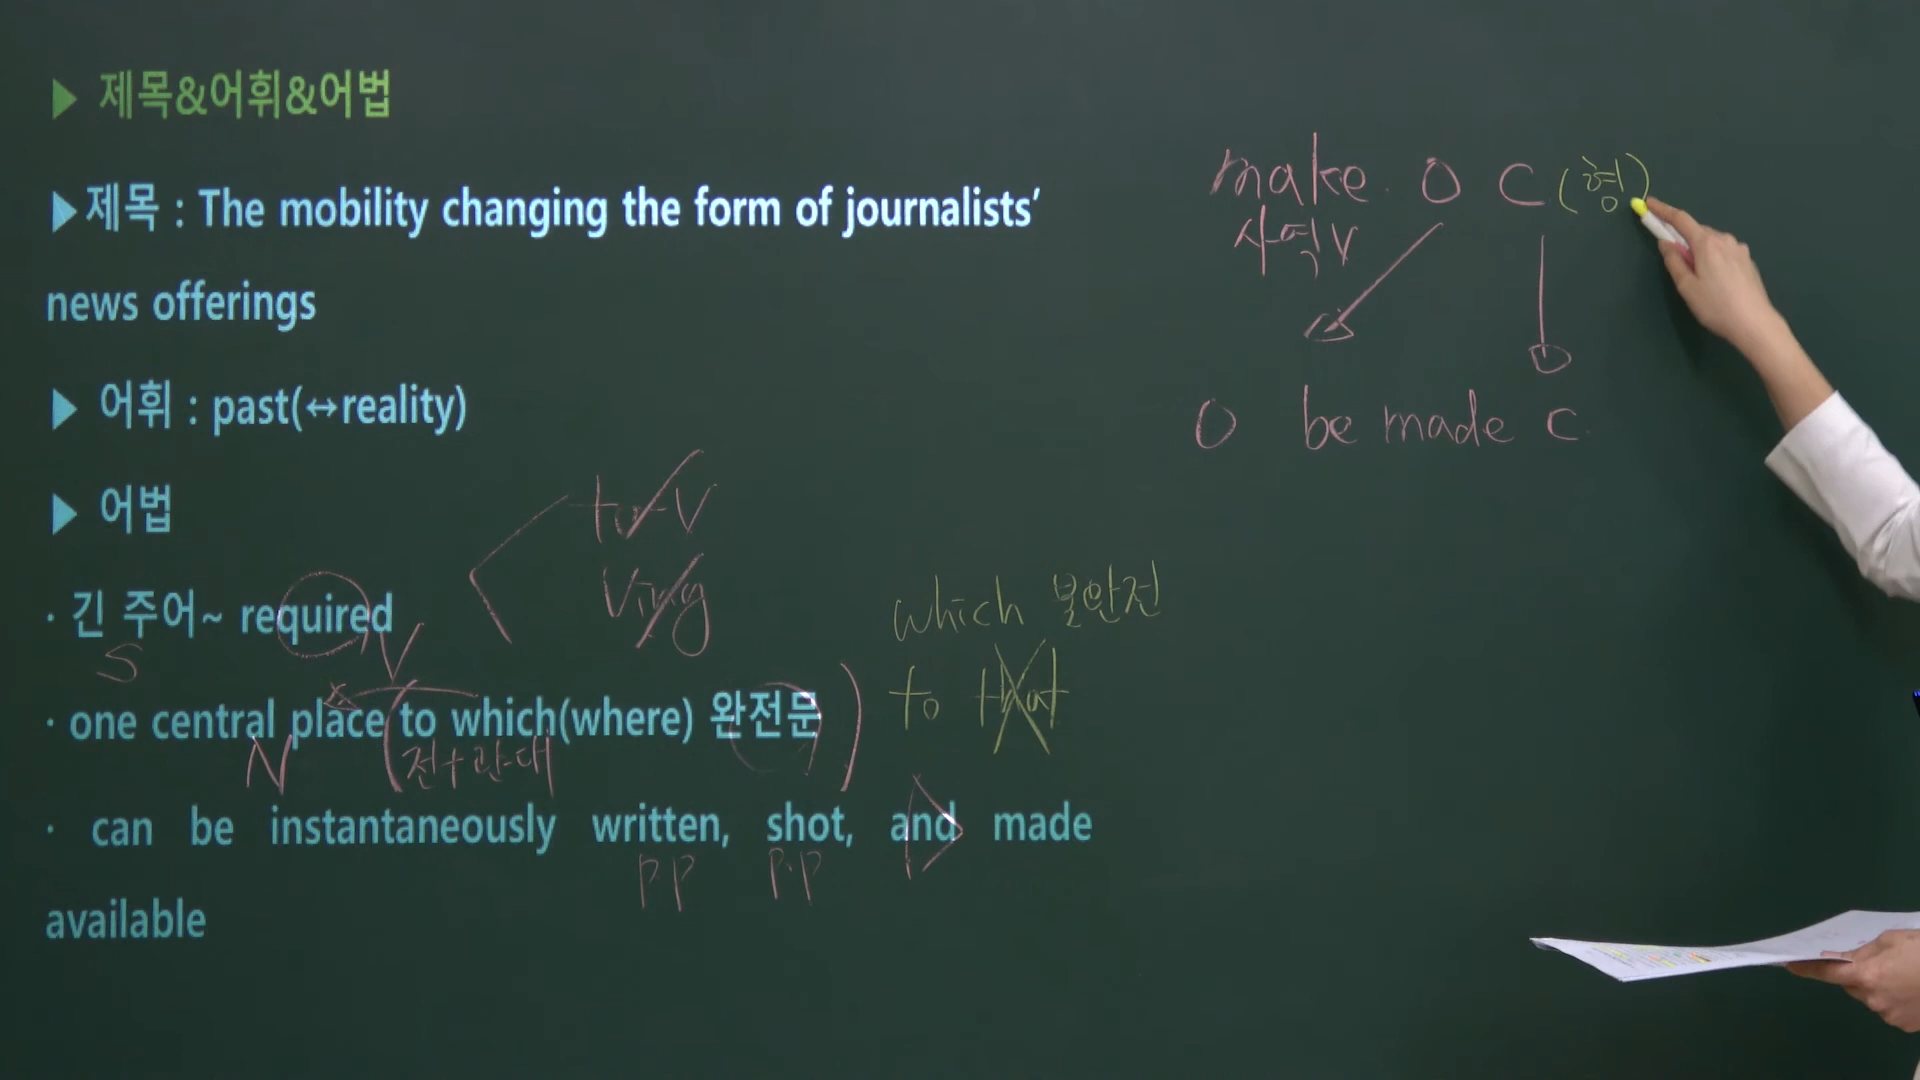 ▶ 제목&어휘&어법
▶제목 : The mobility changing the form of journalists’
news offerings
▶ 어휘 : past(↔reality)
▶ 어법
to-V
Ving
· 긴 주어~ required
S
V
· one central place to which(where) 완전문
N
(전+관·대
· can be instantaneously written, shot, and made
pp p.p
available
which 불완전
to that
make O C (형)
사역V
O be made C